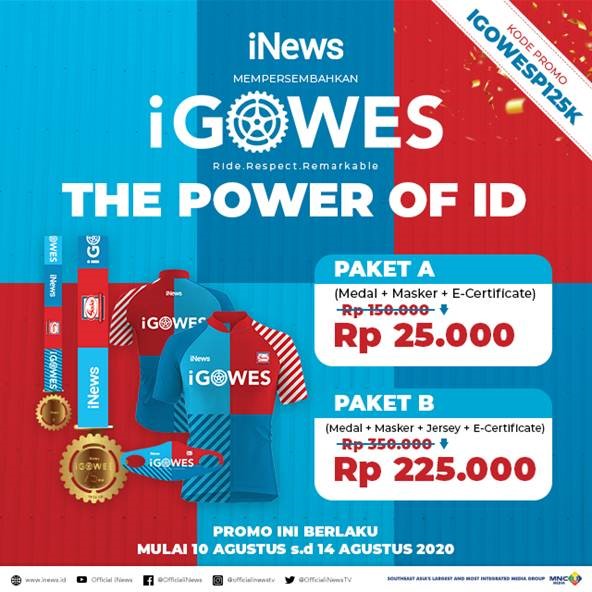 KODE PROMO
IGOWESP125K
iNews
MEMPERSEMBAHKAN
iGOWES
Ride.Respect.Remarkable
THE POWER OF ID
PAKET A
(Medal + Masker + E-Certificate)
Rp 150.000
Rp 25.000
PAKET B
(Medal + Masker + Jersey + E-Certificate)
Rp 350.000
Rp 225.000
iNews
iNews
iGOWES
iNews
iGOWES
iGOWES
iGOWES
PROMO INI BERLAKU
MULAI 10 AGUSTUS s.d 14 AGUSTUS 2020
www.inews.id
Official iNews
@OfficialiNews
@officialinewstv
@OfficialiNewsTV
SOUTHEAST ASIA'S LARGEST AND MOST INTEGRATED MEDIA GROUP
MNC MEDIA